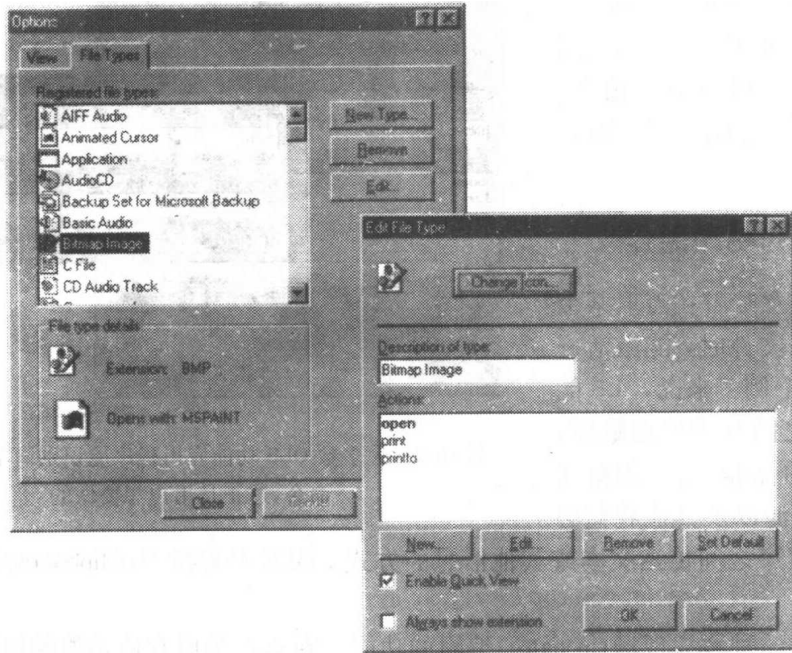 Options
View
File Types
Registered file types:
AIFF Audio
Animated Cursor
Application
AudioCD
Backup Set for Microsoft Backup
Basic Audio
Bitmap Image
C File
CD Audio Track
New Type...
Remove
Edit...
File type details
Extension: BMP
Opens with: MSPAINT
Close
Edit File Type
Change Icon...
Description of type:
Bitmap Image
Actions:
open
print
printto
New...
Edit...
Remove
Set Default
Enable Quick View
Always show extension
OK
Cancel